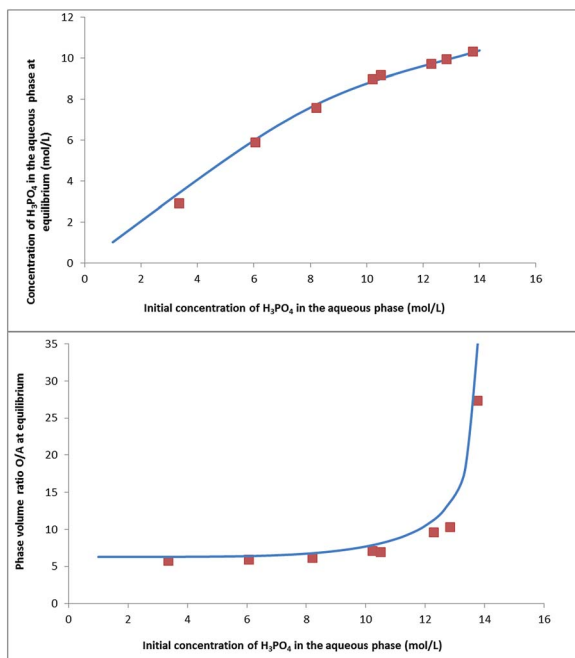 Concentration of H₃PO₄ in the aqueous phase at
equilibrium (mol/L)
12
10
8
6
4
2
0
0 2 4 6 8 10 12 14 16
Initial concentration of H₃PO₄ in the aqueous phase (mol/L)
Phase volume ratio O/A at equilibrium
35
30
25
20
15
10
5
0
0 2 4 6 8 10 12 14 16
Initial concentration of H₃PO₄ in the aqueous phase (mol/L)